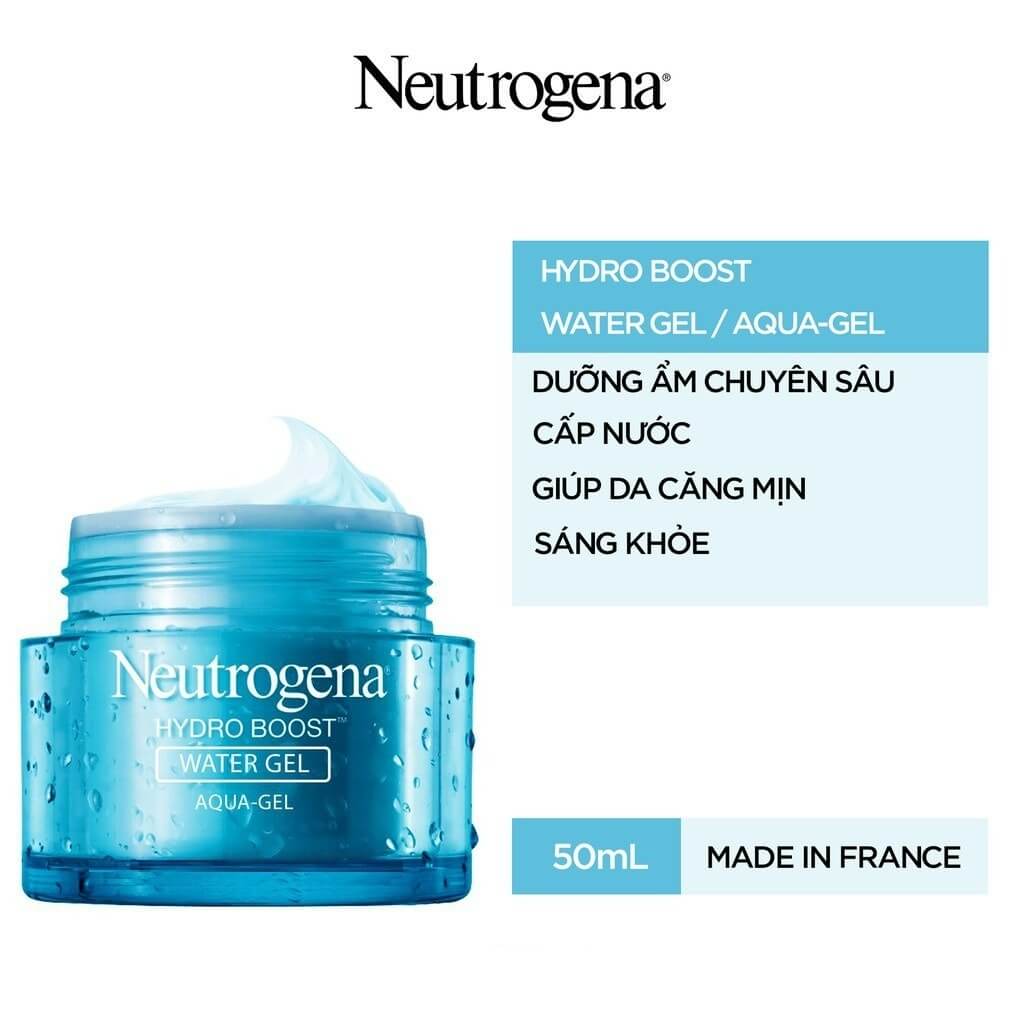 Neutrogena®
HYDRO BOOST
WATER GEL / AQUA-GEL
DƯỠNG ẨM CHUYÊN SÂU
CẤP NƯỚC
GIÚP DA CĂNG MỊN
SÁNG KHỎE
Neutrogena®
HYDRO BOOST™
WATER GEL
AQUA-GEL
50mL MADE IN FRANCE